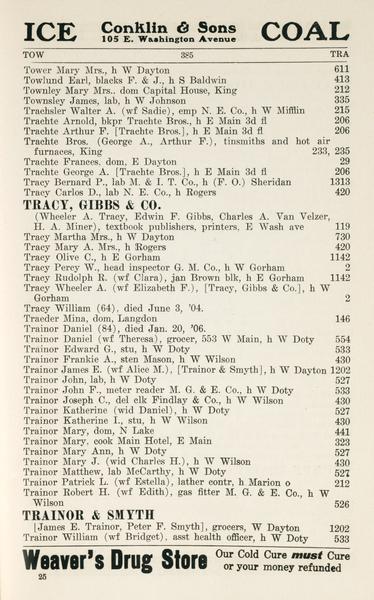 ICE Conklin & Sons COAL
105 E. Washington Avenue
TOW 385 TRA
Tower Mary Mrs., h W Dayton 611
Towlund Earl, blacks F. & J., h S Baldwin 413
Townley Mary Mrs.. dom Capital House, King 212
Townsley James, lab, h W Johnson 335
Trachsler Walter A. (wf Sadie), emp N. E. Co., h W Mifflin 215
Trachte Arnold, bkpr Trachte Bros., h E Main 3d fl 206
Trachte Arthur F. [Trachte Bros.], h E Main 3d fl 206
Trachte Bros. (George A., Arthur F.), tinsmiths and hot air
furnaces, King 233, 235
Trachte Frances. dom, E Dayton 29
Trachte George A. [Trachte Bros.], h E Main 3d fl 206
Tracy Bernard P., lab M. & I. T. Co., h (F. O.) Sheridan 1313
Tracy Carlos D., lab N. E. Co., h Rogers 420
TRACY, GIBBS & CO.
(Wheeler A. Tracy, Edwin F. Gibbs, Charles A. Van Velzer,
H. A. Miner), textbook publishers, printers, E Wash ave 119
Tracy Martha Mrs., h W Dayton 730
Tracy Mary A. Mrs., h Rogers 420
Tracy Olive C., h E Gorham 1142
Tracy Percy W., head inspector G. M. Co., h W Gorham 2
Tracy Rudolph R. (wf Clara), jan Brown blk, h E Gorham 1142
Tracy Wheeler A. (wf Elizabeth F.), [Tracy, Gibbs & Co.], h W
Gorham 2
Tracy William (64), died June 3, '04.
Traeder Mina, dom, Langdon 146
Trainor Daniel (84), died Jan. 20, '06.
Trainor Daniel (wf Theresa), grocer, 553 W Main, h W Doty 554
Trainor Edward G., stu, h W Doty 533
Trainor Frankie A., sten Mason, h W Wilson 430
Trainor James E. (wf Alice M.), [Trainor & Smyth], h W Dayton 1202
Trainor John, lab, h W Doty 527
Trainor John F., meter reader M. G. & E. Co., h W Doty 533
Trainor Joseph C., del clk Findlay & Co., h W Wilson 430
Trainor Katherine (wid Daniel), h W Doty 527
Trainor Katherine I., stu, h W Wilson 430
Trainor Mary, dom, N Lake 441
Trainor Mary. cook Main Hotel, E Main 323
Trainor Mary Ann, h W Doty 527
Trainor Mary J. (wid Charles H.), h W Wilson 430
Trainor Matthew, lab McCarthy, h W Doty 527
Trainor Patrick L. (wf Estella), lather contr, h Marion o 212
Trainor Robert H. (wf Edith), gas fitter M. G. & E. Co., h W
Wilson 526
TRAINOR & SMYTH
[James E. Trainor, Peter F. Smyth], grocers, W Dayton 1202
Trainor William (wf Bridget), asst health officer, h W Doty 533
Weaver's Drug Store Our Cold Cure must Cure
or your money refunded
25